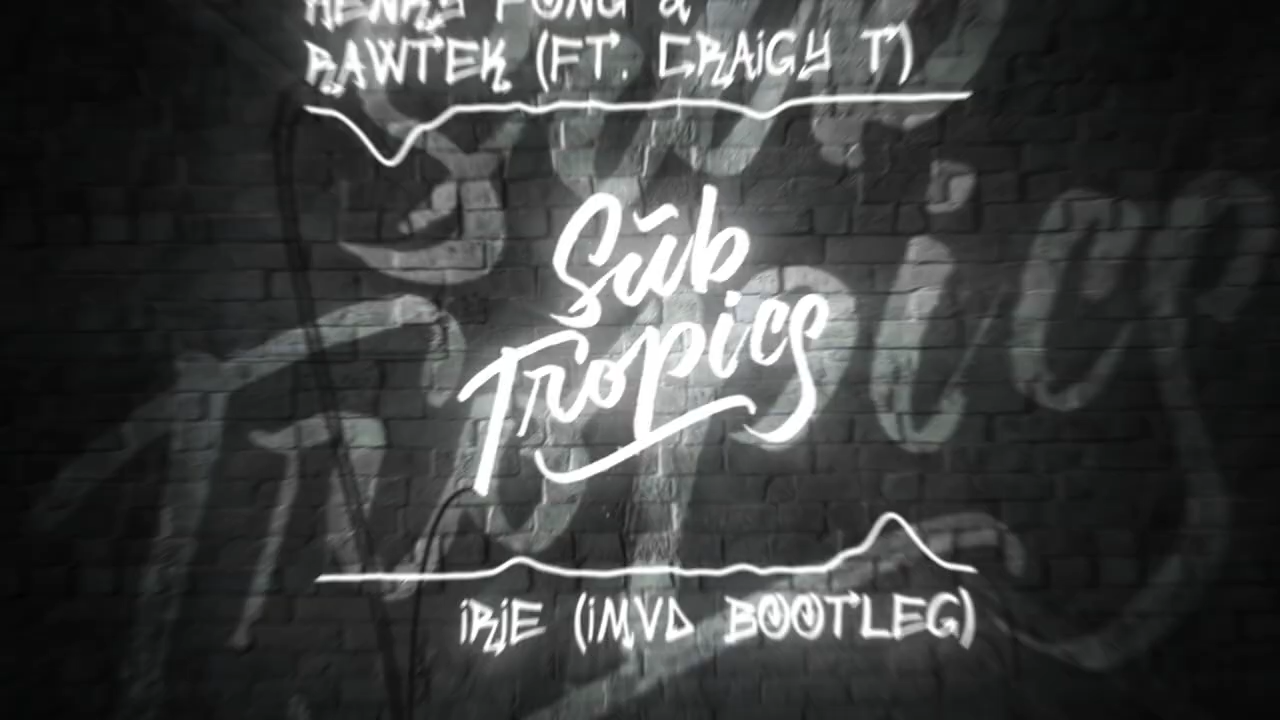 HENRY FONG &
RAWTEK (FT. CRAIGY T)
Sub
Tropics
IRIE (IMVD BOOTLEG)